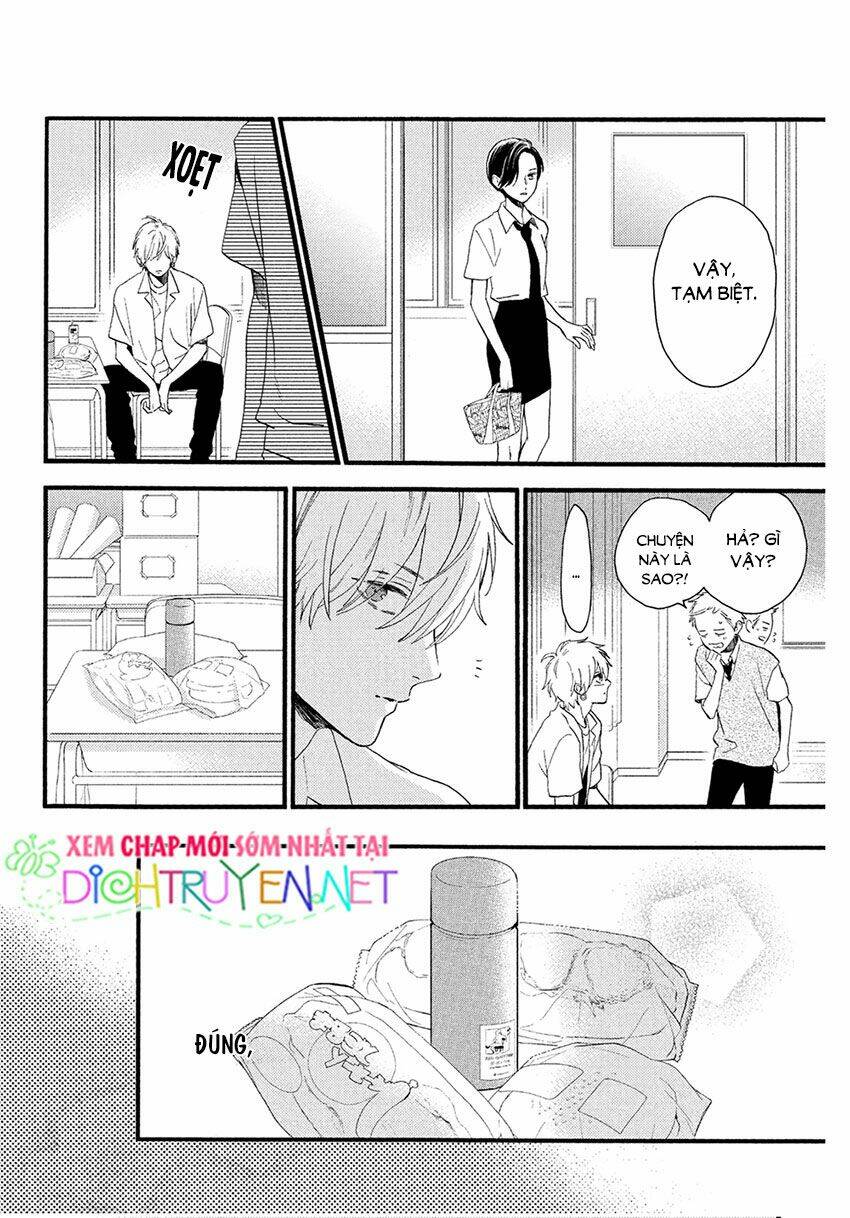 VẬY,
TẠM BIỆT.
XOẸT
HẢ? GÌ
VẬY?
CHUYỆN
NÀY LÀ
SAO?!
...
XEM CHAP MỚI SỚM NHẤT TẠI
DICHTRUYEN.NET
ĐÚNG,